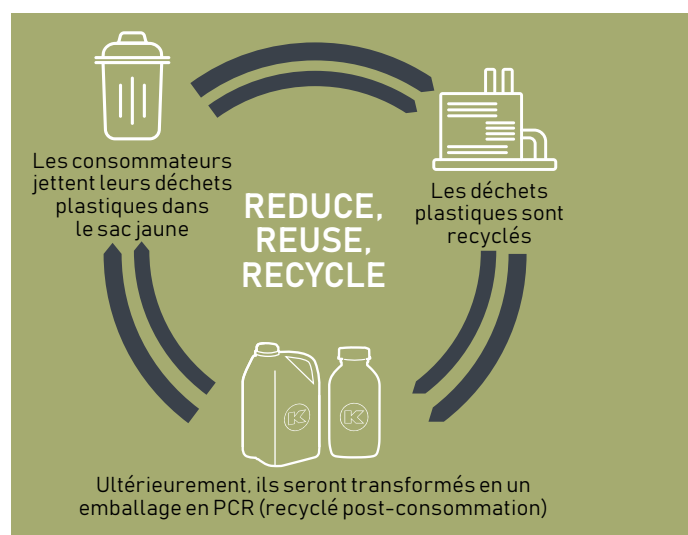 Les consommateurs
jettent leurs déchets
plastiques dans
le sac jaune
REDUCE,
REUSE,
RECYCLE
Les déchets
plastiques sont
recyclés
K
K
Ultérieurement, ils seront transformés en un
emballage en PCR (recyclé post-consommation)